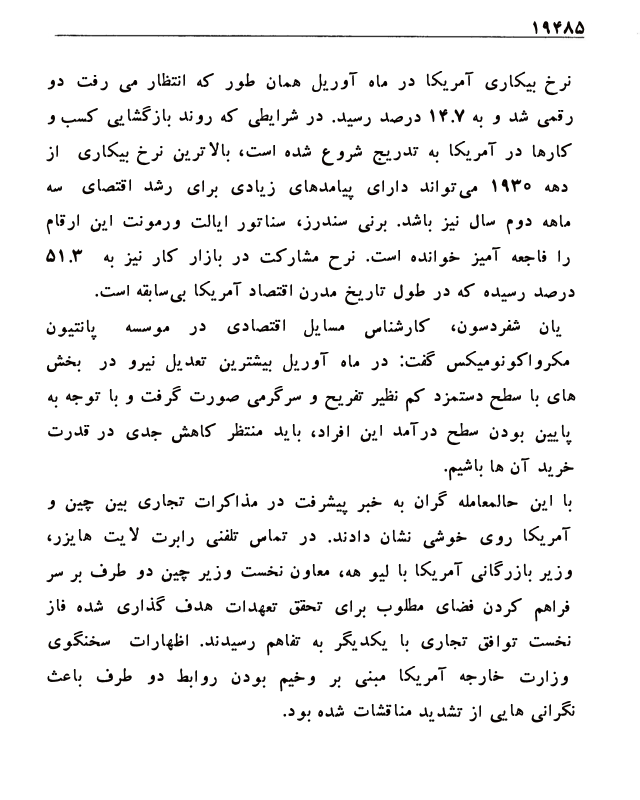 ۱۹۴۸۵
نرخ بیکاری آمریکا در ماه آوریل همان طور که انتظار می رفت دو
رقمی شد و به ۱۴.۷ درصد رسید. در شرایطی که روند بازگشایی کسب و
کارها در آمریکا به تدریج شروع شده است، بالاترین نرخ بیکاری از
دهه ۱۹۳۰ می‌تواند دارای پیامدهای زیادی برای رشد اقتصای سه
ماهه دوم سال نیز باشد. برنی سندرز، سناتور ایالت ورمونت این ارقام
را فاجعه آمیز خوانده است. نرح مشارکت در بازار کار نیز به ۵۱.۳
درصد رسیده که در طول تاریخ مدرن اقتصاد آمریکا بی‌سابقه است.
یان شفردسون، کارشناس مسایل اقتصادی در موسسه پانتیون
مکرواکونومیکس گفت: در ماه آوریل بیشترین تعدیل نیرو در بخش
های با سطح دستمزد کم نظیر تفریح و سرگرمی صورت گرفت و با توجه به
پایین بودن سطح درآمد این افراد، باید منتظر کاهش جدی در قدرت
خرید آن ها باشیم.
با این حالمعامله گران به خبر پیشرفت در مذاکرات تجاری بین چین و
آمریکا روی خوشی نشان دادند. در تماس تلفنی رابرت لایت هایزر،
وزیر بازرگانی آمریکا با لیو هه، معاون نخست وزیر چین دو طرف بر سر
فراهم کردن فضای مطلوب برای تحقق تعهدات هدف گذاری شده فاز
نخست توافق تجاری با یکدیگر به تفاهم رسیدند. اظهارات سخنگوی
وزارت خارجه آمریکا مبنی بر وخیم بودن روابط دو طرف باعث
نگرانی هایی از تشدید مناقشات شده بود.